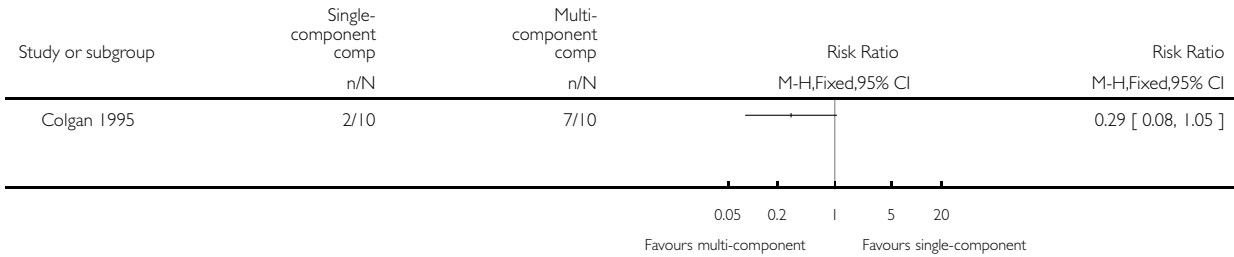 Study or subgroup
Single-
component
comp
Multi-
component
comp
Risk Ratio
Risk Ratio
n/N
n/N
M-H,Fixed,95% CI
M-H,Fixed,95% CI
Colgan 1995 2/10 7/10 0.29 [ 0.08, 1.05 ]
0.05 0.2 1 5 20
Favours multi-component Favours single-component